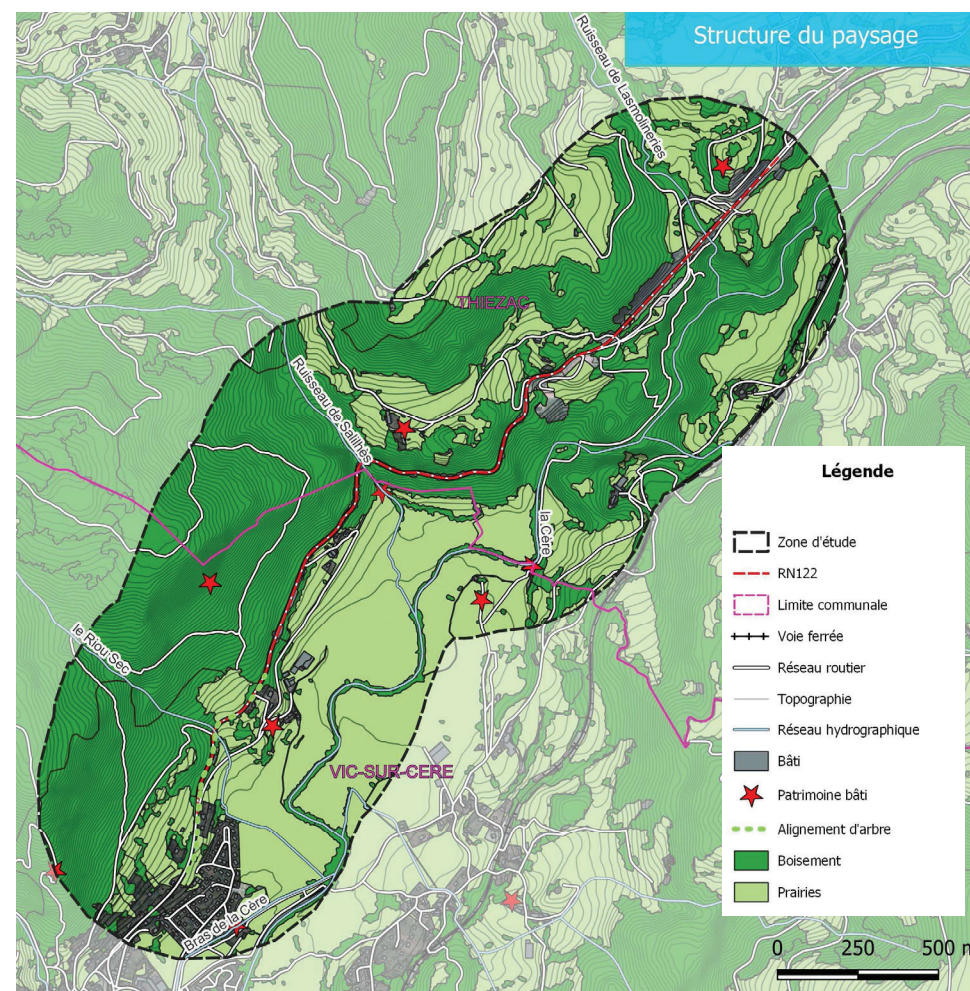 Structure du paysage
Ruisseau de Lasmolineries
THIEZAC
Ruisseau de Sailhès
la Cère
le Riou Sec
VIC-SUR-CERE
Bras de la Cère
Légende
Zone d'étude
RN122
Limite communale
Voie ferrée
Réseau routier
Topographie
Réseau hydrographique
Bâti
Patrimoine bâti
Alignement d'arbre
Boisement
Prairies
0 250 500 m